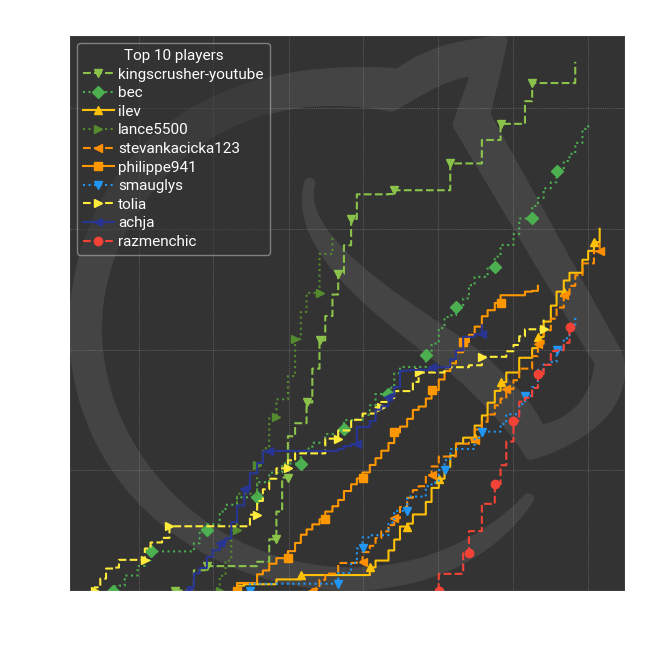 Top 10 players
kingscrusher-youtube
bec
ilev
lance5500
stevankacicka123
philippe941
smauglys
tolia
achja
razmenchic